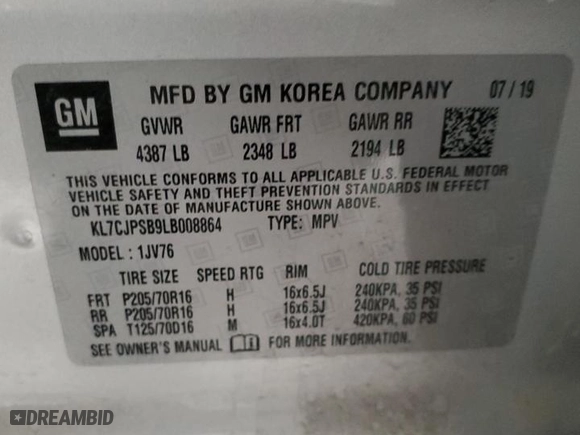 GM
MFD BY GM KOREA COMPANY 07 / 19
GVWR GAWR FRT GAWR RR
4387 LB 2348 LB 2194 LB
THIS VEHICLE CONFORMS TO ALL APPLICABLE U.S. FEDERAL MOTOR
VEHICLE SAFETY AND THEFT PREVENTION STANDARDS IN EFFECT
ON THE DATE OF MANUFACTURE SHOWN ABOVE.
KL7CJPSB9LB008864 TYPE: MPV
MODEL : 1JV76
TIRE SIZE SPEED RTG RIM COLD TIRE PRESSURE
FRT P205/70R16 H 16x6.5J 240KPA, 35 PSI
RR P205/70R16 H 16x6.5J 240KPA, 35 PSI
SPA T125/70D16 M 16x4.0T 420KPA, 60 PSI
SEE OWNER'S MANUAL FOR MORE INFORMATION.
DREAMBID